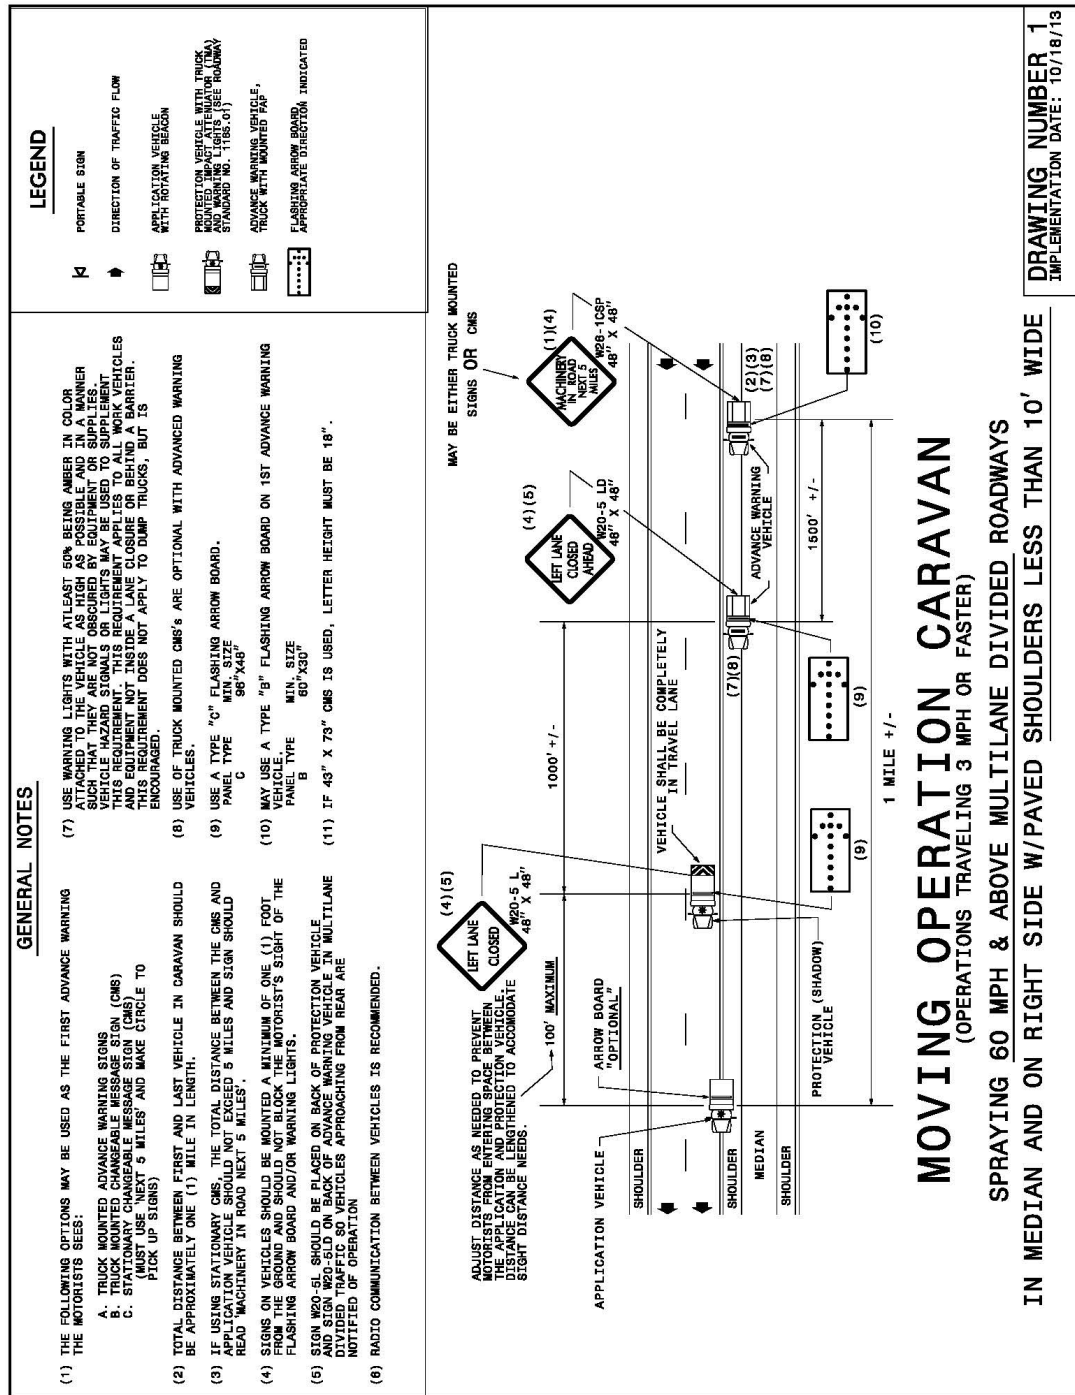 GENERAL NOTES
(1) THE FOLLOWING OPTIONS MAY BE USED AS THE FIRST ADVANCE WARNING
THE MOTORISTS SEES:
A. TRUCK MOUNTED ADVANCE WARNING SIGNS
B. TRUCK MOUNTED CHANGEABLE MESSAGE SIGN (CMS)
C. STATIONARY CHANGEABLE MESSAGE SIGN (CMS)
(MUST USE 'NEXT 5 MILES' AND MAKE CIRCLE TO
PICK UP SIGNS)
(2) TOTAL DISTANCE BETWEEN FIRST AND LAST VEHICLE IN CARAVAN SHOULD
BE APPROXIMATELY ONE (1) MILE IN LENGTH.
(3) IF USING STATIONARY CMS, THE TOTAL DISTANCE BETWEEN THE CMS AND
APPLICATION VEHICLE SHOULD NOT EXCEED 5 MILES AND SIGN SHOULD
READ 'MACHINERY IN ROAD NEXT 5 MILES'.
(4) SIGNS ON VEHICLES SHOULD BE MOUNTED A MINIMUM OF ONE (1) FOOT
FROM THE GROUND AND SHOULD NOT BLOCK THE MOTORIST'S SIGHT OF THE
FLASHING ARROW BOARD AND/OR WARNING LIGHTS.
(5) SIGN W20-5L SHOULD BE PLACED ON BACK OF PROTECTION VEHICLE
AND SIGN W20-5LD ON BACK OF ADVANCE WARNING VEHICLE IN MULTILANE
DIVIDED TRAFFIC SO VEHICLES APPROACHING FROM REAR ARE
NOTIFIED OF OPERATION
(6) RADIO COMMUNICATION BETWEEN VEHICLES IS RECOMMENDED.
(7) USE WARNING LIGHTS WITH ATLEAST 50% BEING AMBER IN COLOR
ATTACHED TO THE VEHICLE AS HIGH AS POSSIBLE AND IN A MANNER
SUCH THAT THEY ARE NOT OBSCURED BY EQUIPMENT OR SUPPLIES.
VEHICLE HAZARD SIGNALS OR LIGHTS MAY BE USED TO SUPPLEMENT
THIS REQUIREMENT. THIS REQUIREMENT APPLIES TO ALL WORK VEHICLES
AND EQUIPMENT NOT INSIDE A LANE CLOSURE OR BEHIND A BARRIER.
THIS REQUIREMENT DOES NOT APPLY TO DUMP TRUCKS, BUT IS
ENCOURAGED.
(8) USE OF TRUCK MOUNTED CMS's ARE OPTIONAL WITH ADVANCED WARNING
VEHICLES.
(9) USE A TYPE "C" FLASHING ARROW BOARD.
PANEL TYPE MIN. SIZE
C 96"X48"
(10) MAY USE A TYPE "B" FLASHING ARROW BOARD ON 1ST ADVANCE WARNING
VEHICLE.
PANEL TYPE MIN. SIZE
B 60"X30"
(11) IF 43" X 73" CMS IS USED, LETTER HEIGHT MUST BE 18".
LEGEND
PORTABLE SIGN
DIRECTION OF TRAFFIC FLOW
APPLICATION VEHICLE
WITH ROTATING BEACON
PROTECTION VEHICLE WITH TRUCK
MOUNTED IMPACT ATTENUATOR (TMA)
AND WARNING LIGHTS (SEE ROADWAY
STANDARD NO. 1165.01)
ADVANCE WARNING VEHICLE,
TRUCK WITH MOUNTED FAP
FLASHING ARROW BOARD,
APPROPRIATE DIRECTION INDICATED
MAY BE EITHER TRUCK MOUNTED
SIGNS OR CMS
(4)(5)
LEFT LANE
CLOSED
W20-5 L
48" X 48"
(4)(5)
LEFT LANE
CLOSED
AHEAD
W20-5 LD
48" X 48"
(1)(4)
MACHINERY
IN ROAD
NEXT 5
MILES
W26-1CSP
48" X 48"
ADJUST DISTANCE AS NEEDED TO PREVENT
MOTORISTS FROM ENTERING SPACE BETWEEN
THE APPLICATION AND PROTECTION VEHICLE.
DISTANCE CAN BE LENGTHENED TO ACCOMODATE
SIGHT DISTANCE NEEDS.
100' MAXIMUM
1000' +/-
APPLICATION VEHICLE
ARROW BOARD
"OPTIONAL"
VEHICLE SHALL BE COMPLETELY
IN TRAVEL LANE
SHOULDER
SHOULDER
MEDIAN
SHOULDER
(7)(8)
(2)(3)
(7)(8)
ADVANCE WARNING
VEHICLE
PROTECTION (SHADOW)
VEHICLE
(9)
(9)
(10)
1500' +/-
1 MILE +/-
MOVING OPERATION CARAVAN
(OPERATIONS TRAVELING 3 MPH OR FASTER)
SPRAYING 60 MPH & ABOVE MULTILANE DIVIDED ROADWAYS
IN MEDIAN AND ON RIGHT SIDE W/PAVED SHOULDERS LESS THAN 10' WIDE
DRAWING NUMBER 1
IMPLEMENTATION DATE: 10/18/13